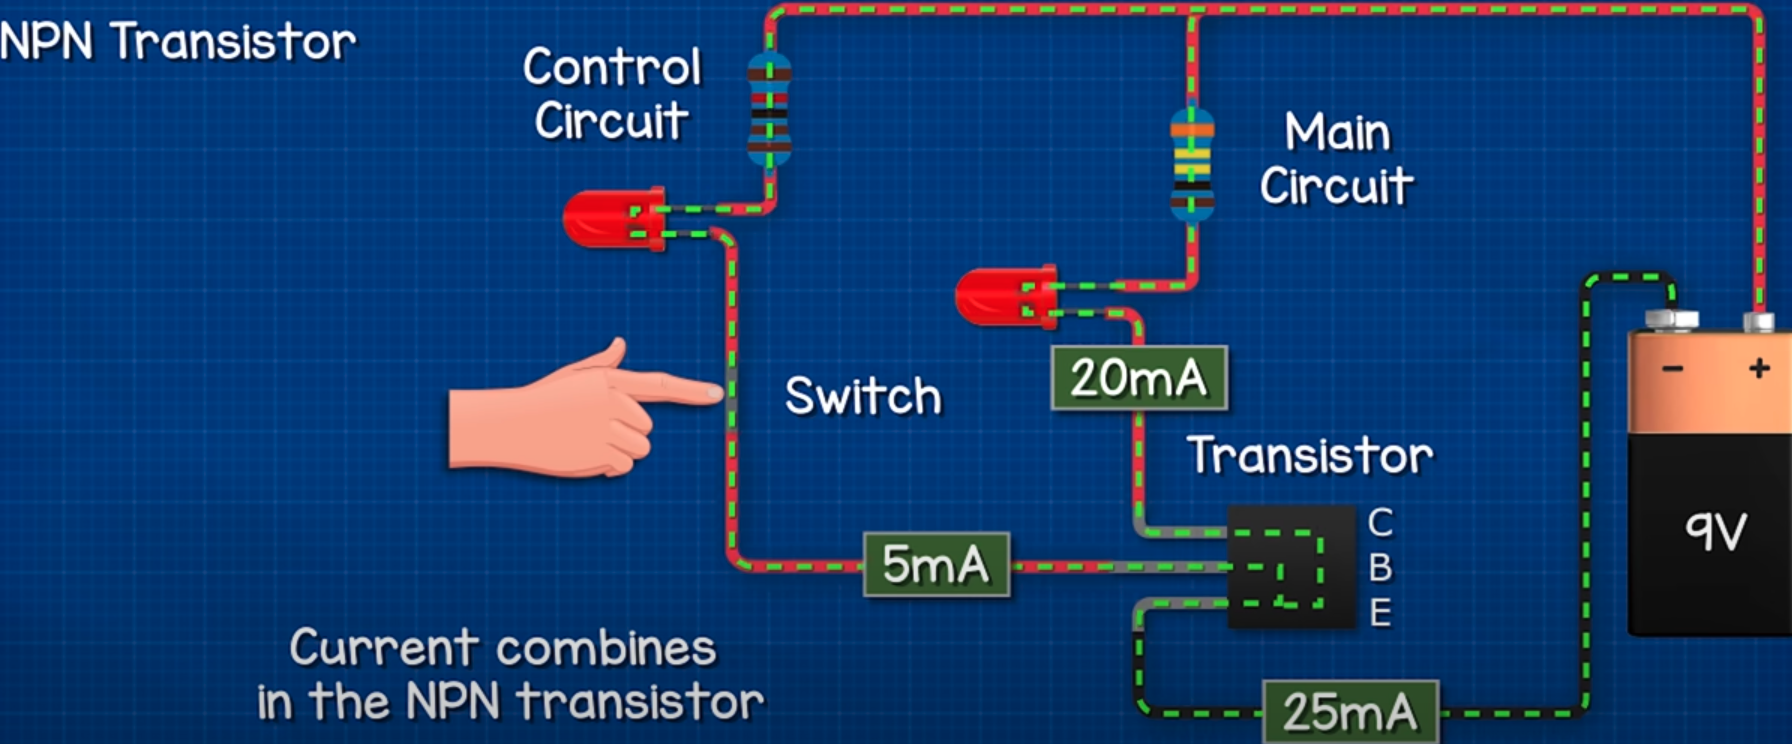 NPN Transistor
Control
Circuit
Main
Circuit
Switch
20mA
Transistor
C
B
E
5mA
25mA
- +
9V
Current combines
in the NPN transistor